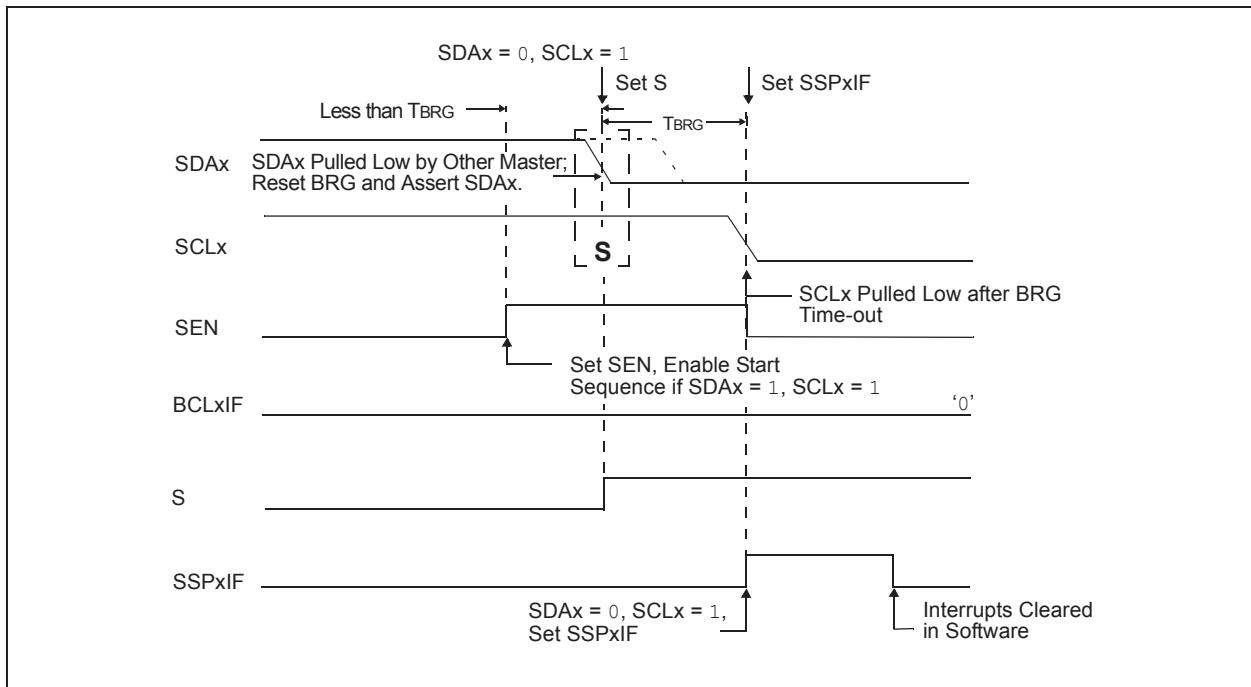 SDAx = 0, SCLx = 1
Set S
Set SSPxIF
Less than TBRG
TBRG
SDAx
SDAx Pulled Low by Other Master;
Reset BRG and Assert SDAx.
SCLx
S
SCLx Pulled Low after BRG
Time-out
SEN
Set SEN, Enable Start
Sequence if SDAx = 1, SCLx = 1
BCLxIF
‘0’
S
SSPxIF
SDAx = 0, SCLx = 1,
Set SSPxIF
Interrupts Cleared
in Software